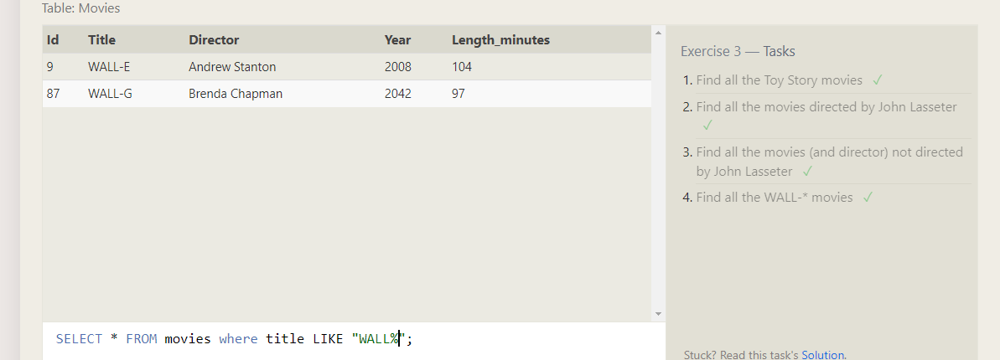 Table: Movies
Id Title Director Year Length_minutes
9 WALL-E Andrew Stanton 2008 104
87 WALL-G Brenda Chapman 2042 97
SELECT * FROM movies where title LIKE "WALL%";
Exercise 3 — Tasks
1. Find all the Toy Story movies ✓
2. Find all the movies directed by John Lasseter
✓
3. Find all the movies (and director) not directed
by John Lasseter ✓
4. Find all the WALL-* movies ✓
Stuck? Read this task's Solution.